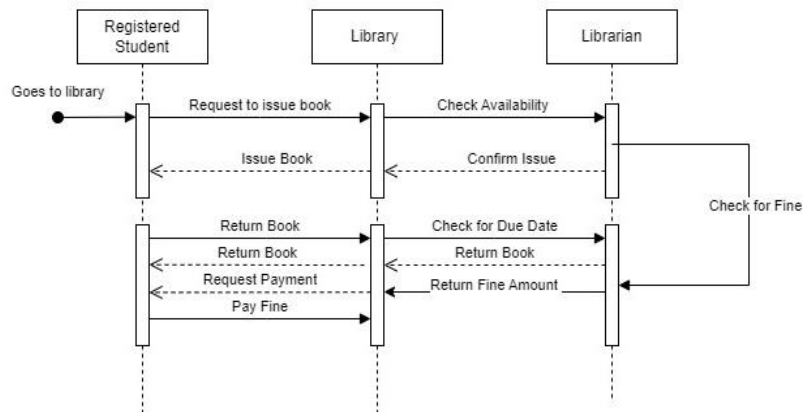 Registered
Student
Library
Librarian
Goes to library
Request to issue book
Check Availability
Issue Book
Confirm Issue
Check for Fine
Return Book
Check for Due Date
Return Book
Return Book
Request Payment
Return Fine Amount
Pay Fine